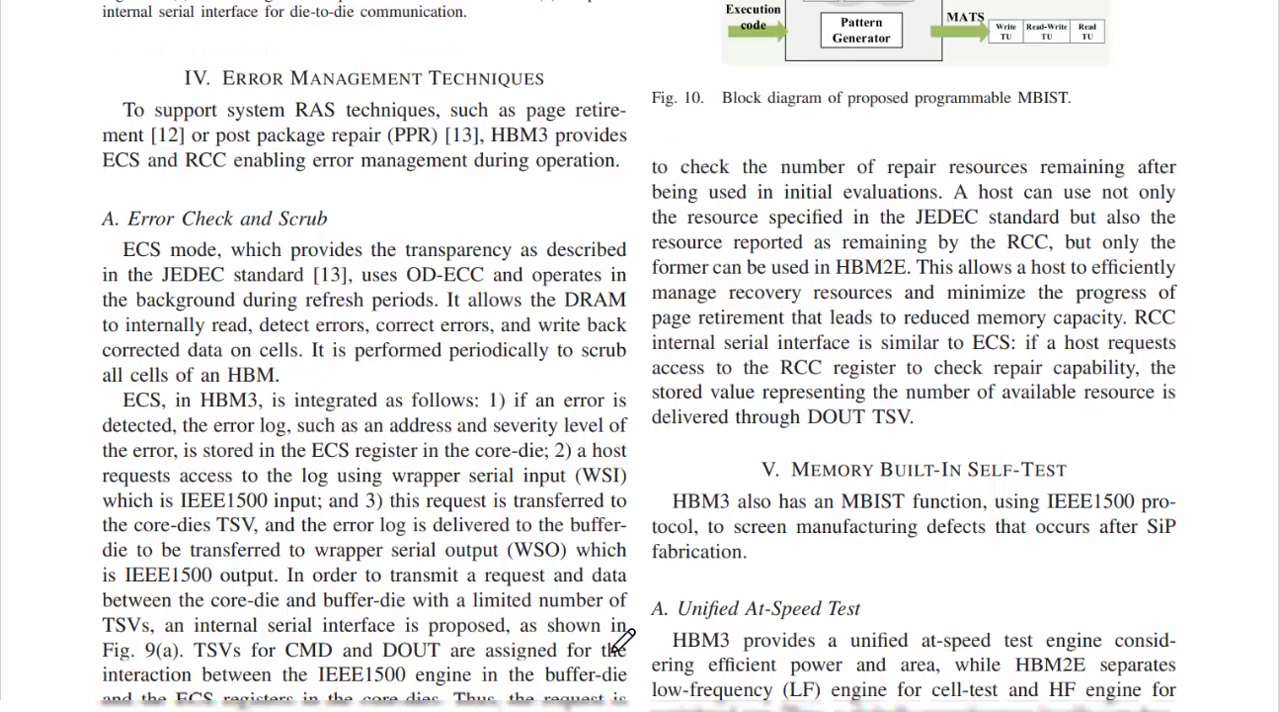 internal serial interface for die-to-die communication.
IV. ERROR MANAGEMENT TECHNIQUES
To support system RAS techniques, such as page retire-
ment [12] or post package repair (PPR) [13], HBM3 provides
ECS and RCC enabling error management during operation.
A. Error Check and Scrub
ECS mode, which provides the transparency as described
in the JEDEC standard [13], uses OD-ECC and operates in
the background during refresh periods. It allows the DRAM
to internally read, detect errors, correct errors, and write back
corrected data on cells. It is performed periodically to scrub
all cells of an HBM.
ECS, in HBM3, is integrated as follows: 1) if an error is
detected, the error log, such as an address and severity level of
the error, is stored in the ECS register in the core-die; 2) a host
requests access to the log using wrapper serial input (WSI)
which is IEEE1500 input; and 3) this request is transferred to
the core-dies TSV, and the error log is delivered to the buffer-
die to be transferred to wrapper serial output (WSO) which
is IEEE1500 output. In order to transmit a request and data
between the core-die and buffer-die with a limited number of
TSVs, an internal serial interface is proposed, as shown in
Fig. 9(a). TSVs for CMD and DOUT are assigned for the
interaction between the IEEE1500 engine in the buffer-die
and the ECS registers in the core dies. Thus, the request is
Execution
code
Pattern
Generator
MATS
Write
TU
Read-Write
TU
Read
TU
Fig. 10. Block diagram of proposed programmable MBIST.
to check the number of repair resources remaining after
being used in initial evaluations. A host can use not only
the resource specified in the JEDEC standard but also the
resource reported as remaining by the RCC, but only the
former can be used in HBM2E. This allows a host to efficiently
manage recovery resources and minimize the progress of
page retirement that leads to reduced memory capacity. RCC
internal serial interface is similar to ECS: if a host requests
access to the RCC register to check repair capability, the
stored value representing the number of available resource is
delivered through DOUT TSV.
V. MEMORY BUILT-IN SELF-TEST
HBM3 also has an MBIST function, using IEEE1500 pro-
tocol, to screen manufacturing defects that occurs after SiP
fabrication.
A. Unified At-Speed Test
HBM3 provides a unified at-speed test engine consid-
ering efficient power and area, while HBM2E separates
low-frequency (LF) engine for cell-test and HF engine for